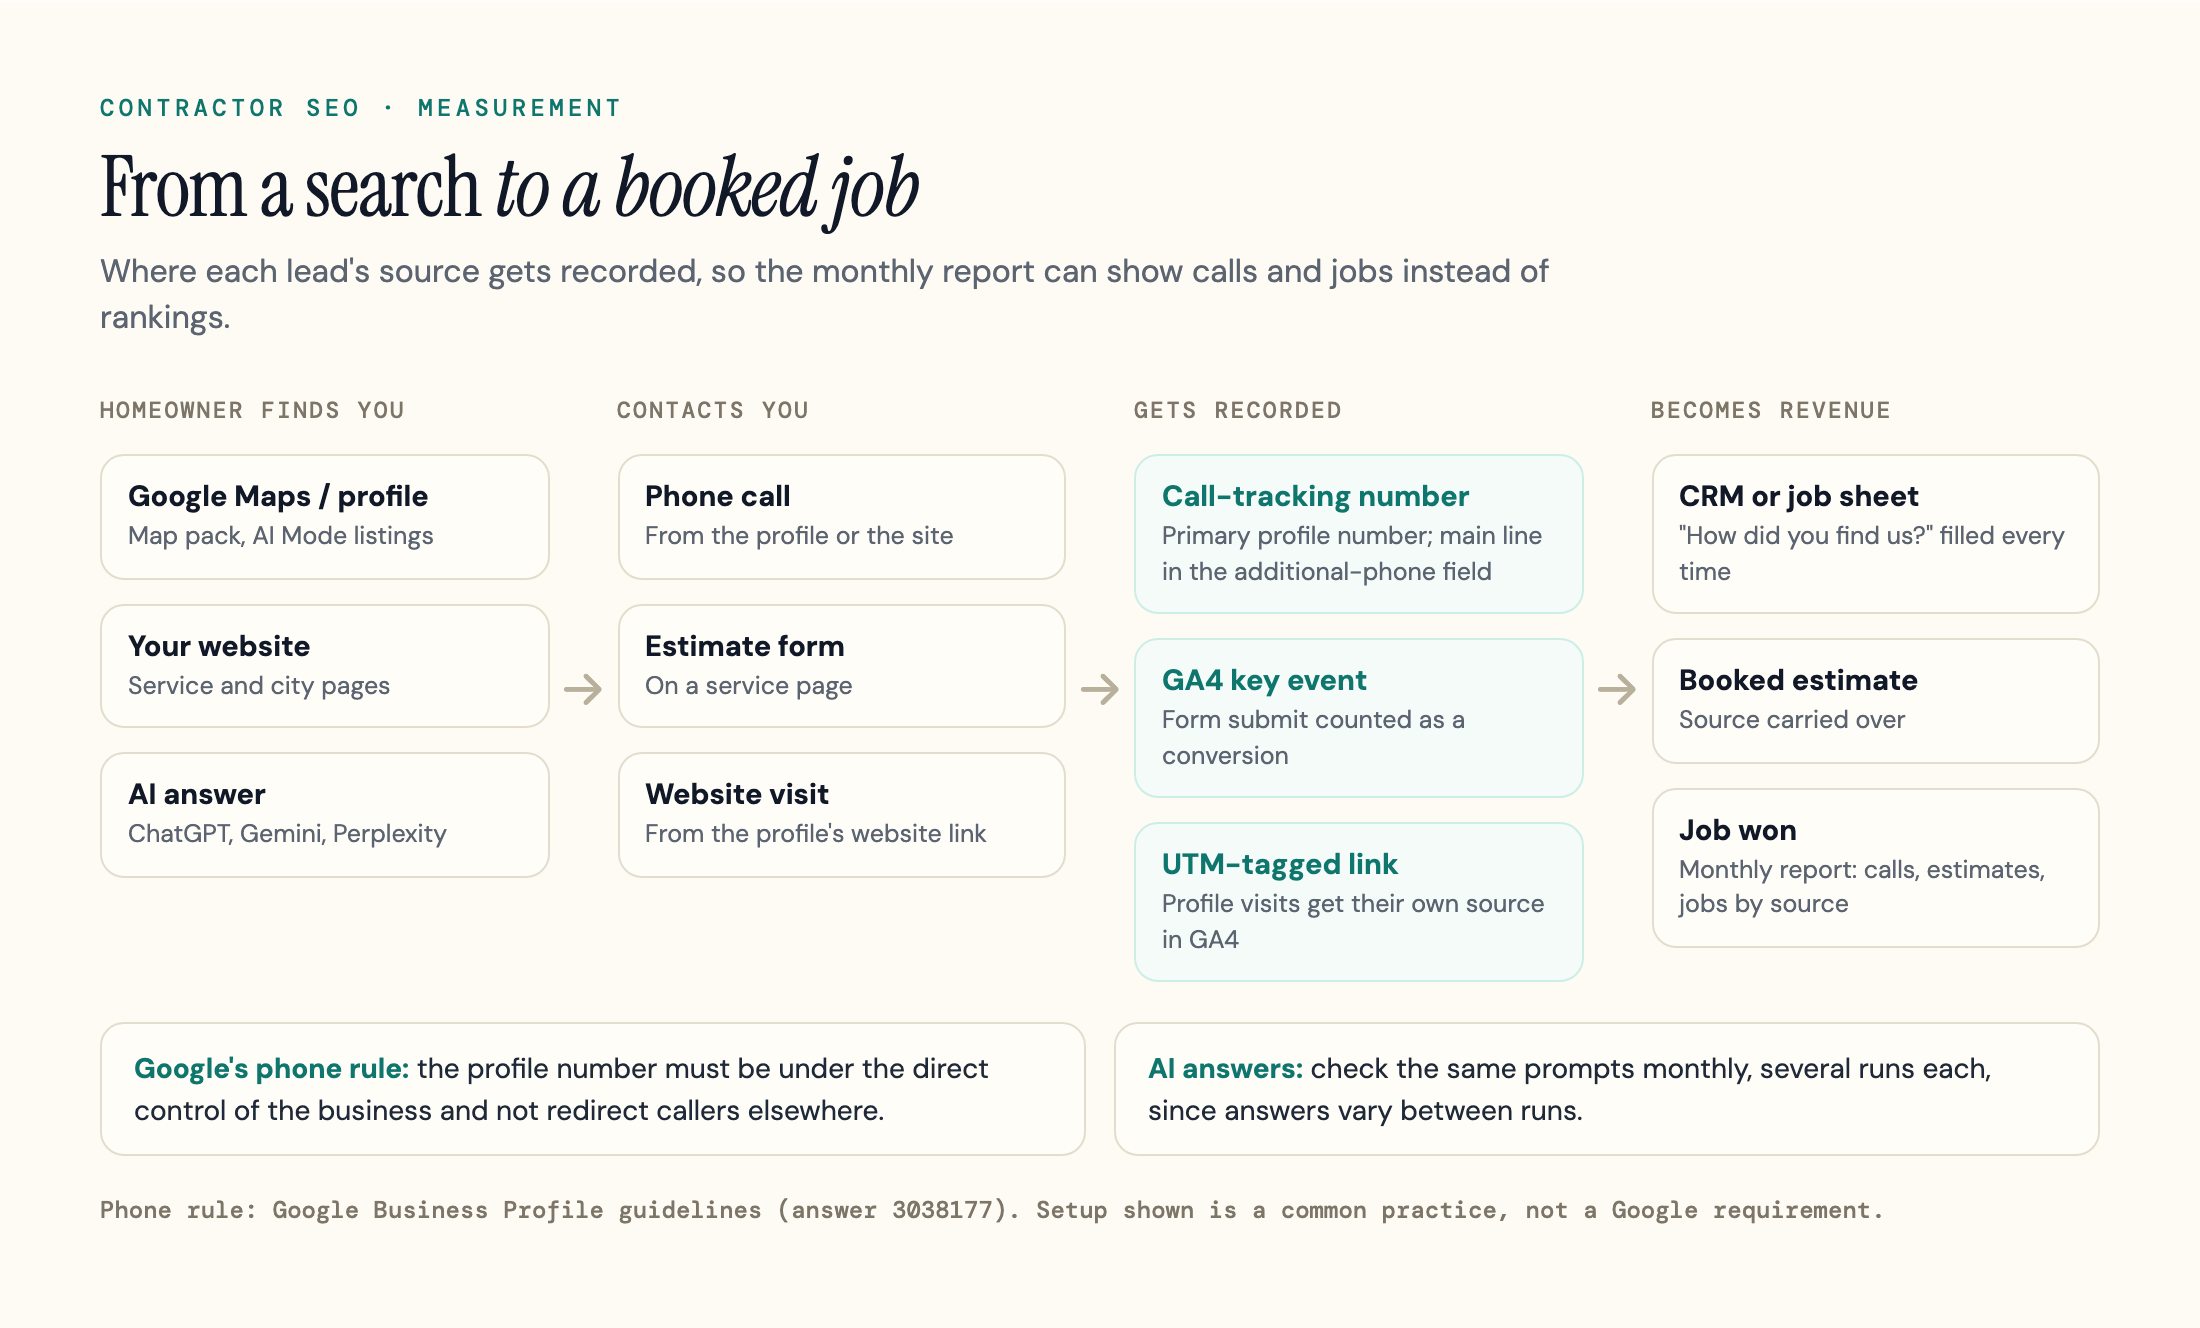 CONTRACTOR SEO · MEASUREMENT
From a search to a booked job
Where each lead's source gets recorded, so the monthly report can show calls and jobs instead of
rankings.
HOMEOWNER FINDS YOU
Google Maps / profile
Map pack, AI Mode listings
Your website
Service and city pages
AI answer
ChatGPT, Gemini, Perplexity
CONTACTS YOU
Phone call
From the profile or the site
Estimate form
On a service page
Website visit
From the profile's website link
GETS RECORDED
Call-tracking number
Primary profile number; main line
in the additional-phone field
GA4 key event
Form submit counted as a
conversion
UTM-tagged link
Profile visits get their own source
in GA4
BECOMES REVENUE
CRM or job sheet
"How did you find us?" filled every
time
Booked estimate
Source carried over
Job won
Monthly report: calls, estimates,
jobs by source
Google's phone rule: the profile number must be under the direct
control of the business and not redirect callers elsewhere.
AI answers: check the same prompts monthly, several runs each,
since answers vary between runs.
Phone rule: Google Business Profile guidelines (answer 3038177). Setup shown is a common practice, not a Google requirement.